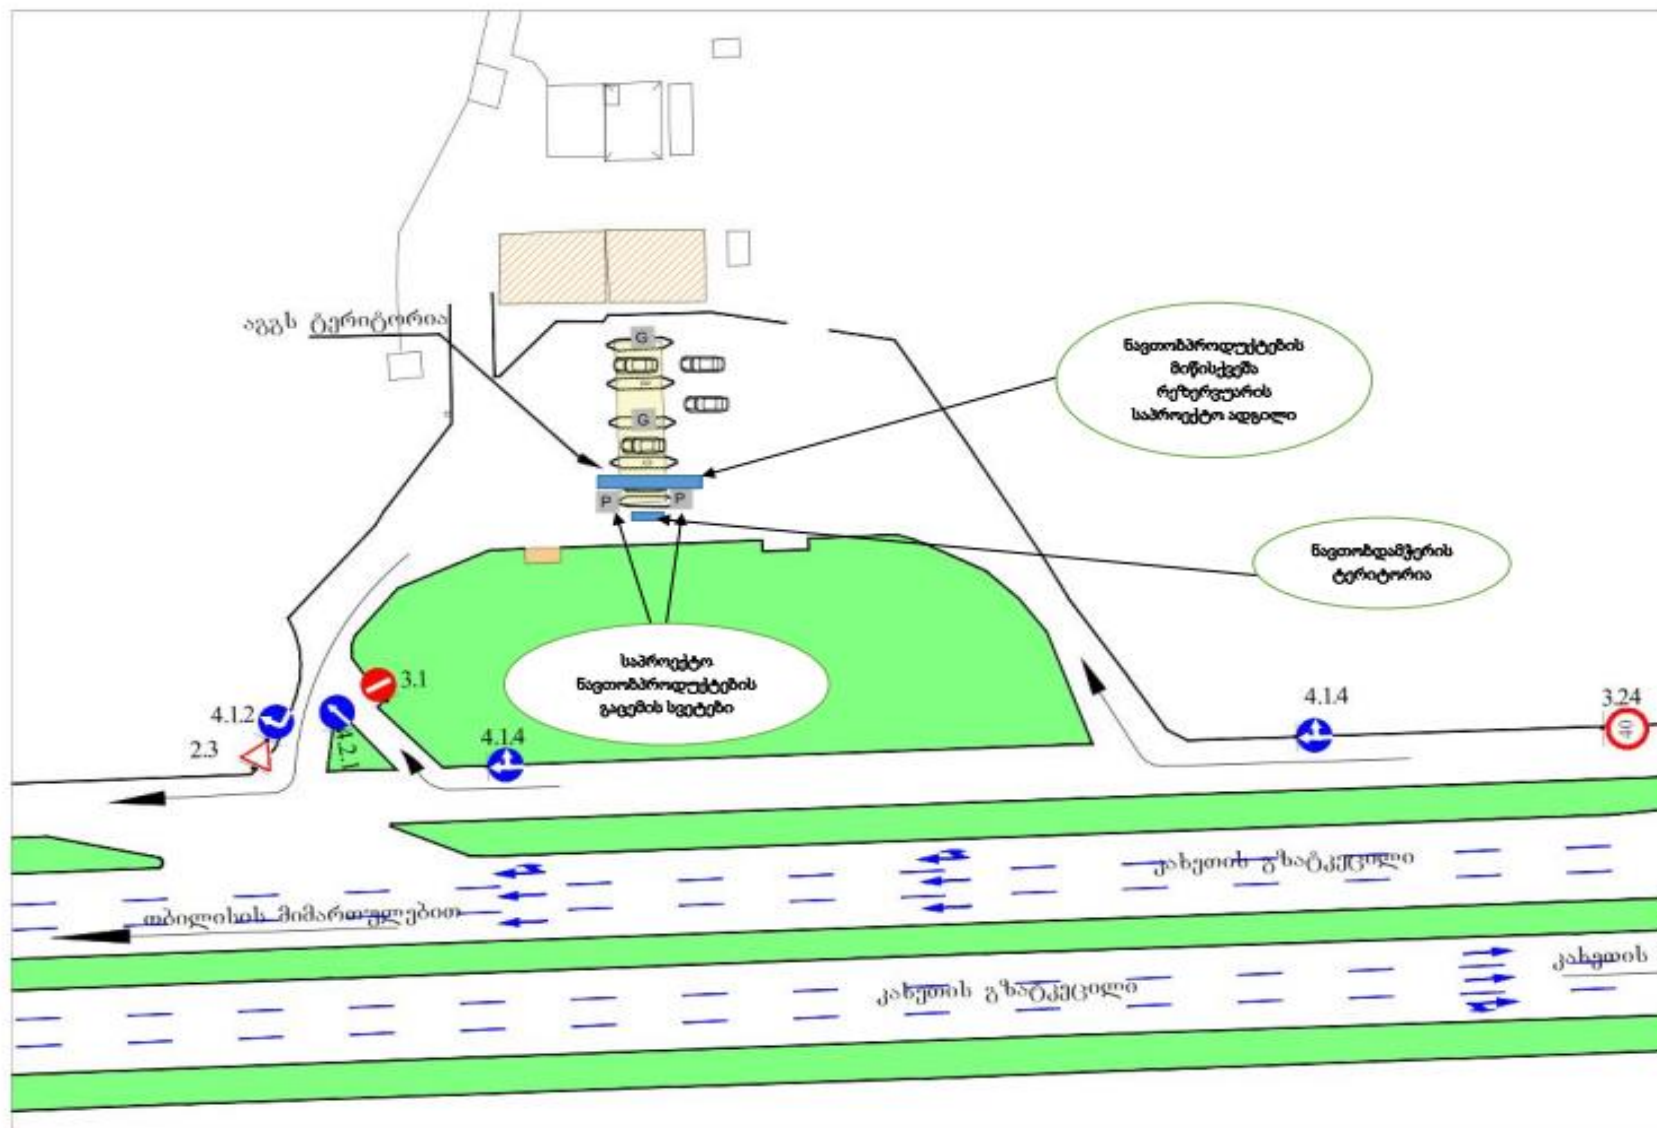 აგგს ტერიტორია
G
G
P
P
ნავთობპროდუქტების
მიწისქვეშა
რეზერვუარის
საპროექტო ადგილი
ნავთობდამჭერის
ტერიტორია
საპროექტო
ნავთობპროდუქტების
გაცემის სვეტები
3.1
4.1.2
2.3
4.2.1
4.1.4
4.1.4
3.24
40
კახეთის გზატკეცილი
თბილისის მიმართულებით
კახეთის
კახეთის გზატკეცილი